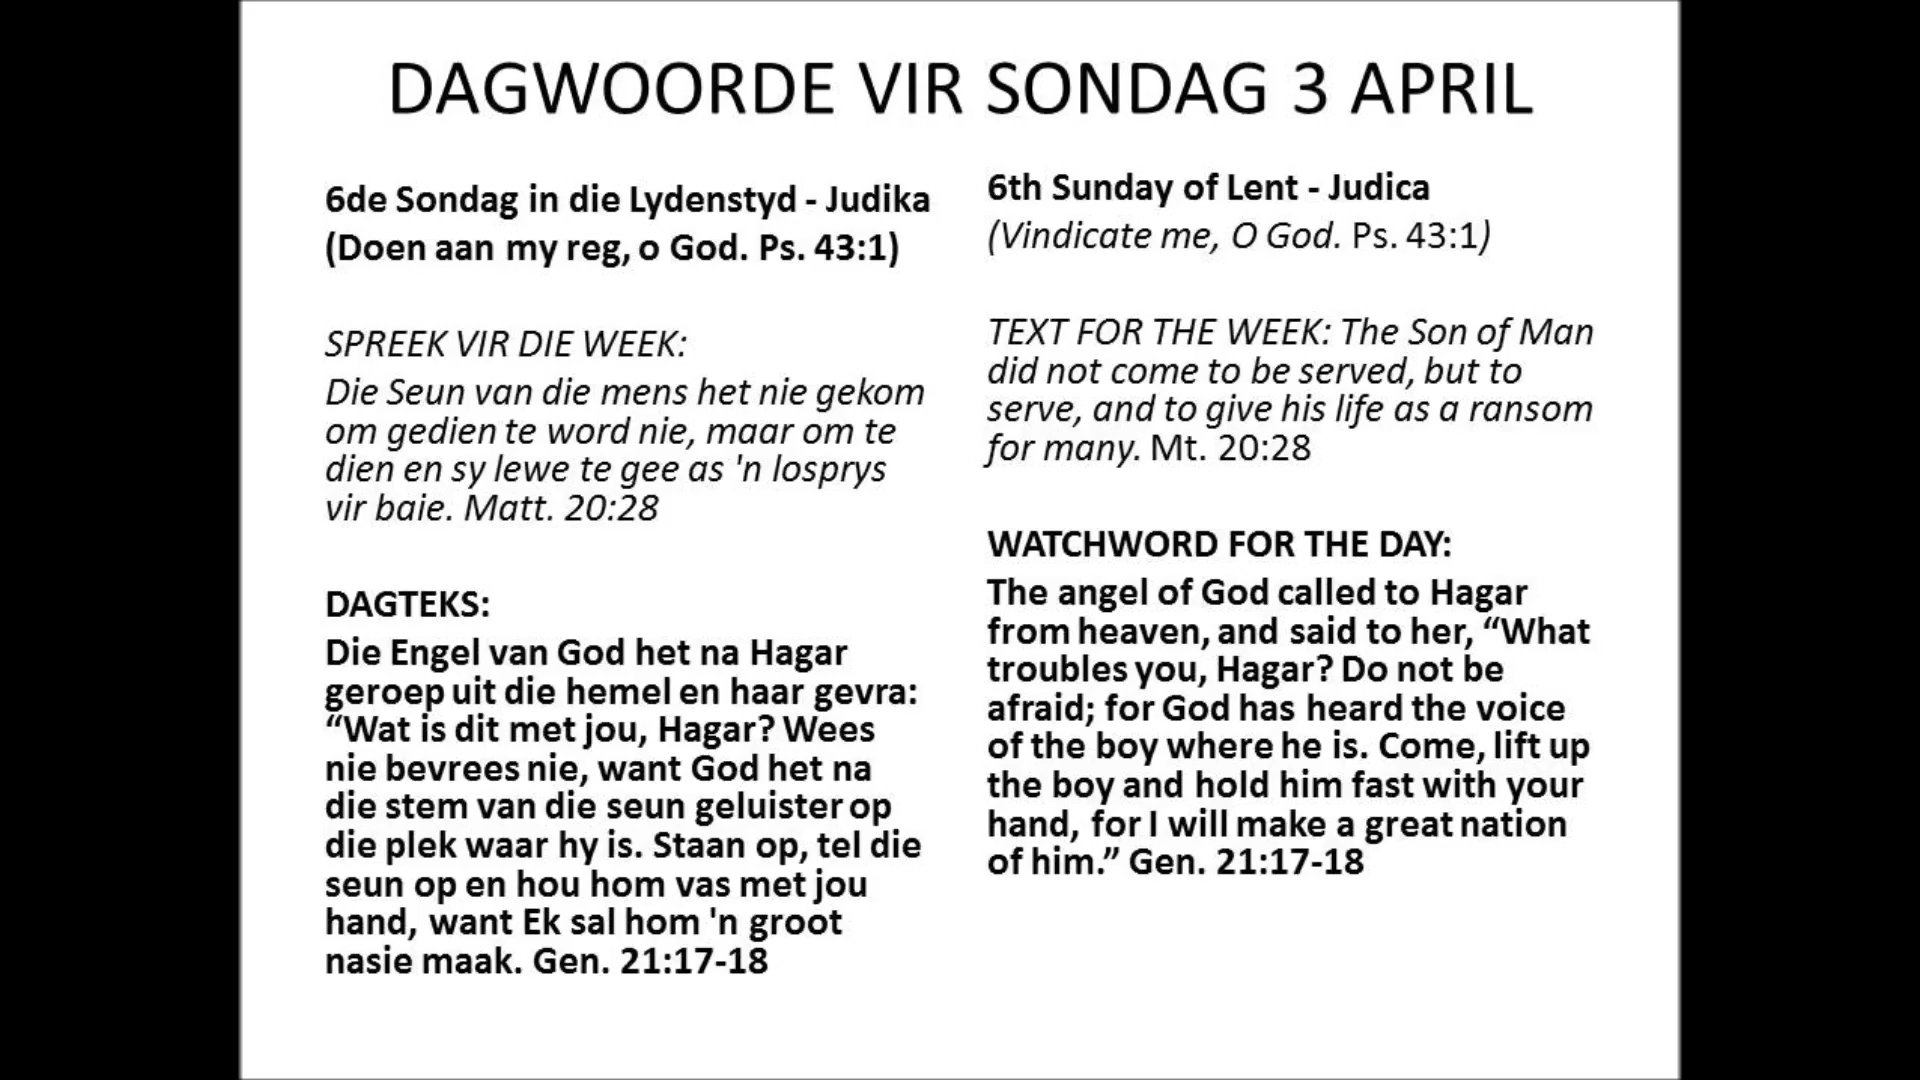 DAGWOORDE VIR SONDAG 3 APRIL
6de Sondag in die Lydenstyd - Judika
(Doen aan my reg, o God. Ps. 43:1)
SPREEK VIR DIE WEEK:
Die Seun van die mens het nie gekom
om gedien te word nie, maar om te
dien en sy lewe te gee as 'n losprys
vir baie. Matt. 20:28
DAGTEKS:
Die Engel van God het na Hagar
geroep uit die hemel en haar gevra:
“Wat is dit met jou, Hagar? Wees
nie bevrees nie, want God het na
die stem van die seun geluister op
die plek waar hy is. Staan op, tel die
seun op en hou hom vas met jou
hand, want Ek sal hom 'n groot
nasie maak. Gen. 21:17-18
6th Sunday of Lent - Judica
(Vindicate me, O God. Ps. 43:1)
TEXT FOR THE WEEK: The Son of Man
did not come to be served, but to
serve, and to give his life as a ransom
for many. Mt. 20:28
WATCHWORD FOR THE DAY:
The angel of God called to Hagar
from heaven, and said to her, “What
troubles you, Hagar? Do not be
afraid; for God has heard the voice
of the boy where he is. Come, lift up
the boy and hold him fast with your
hand, for I will make a great nation
of him.” Gen. 21:17-18